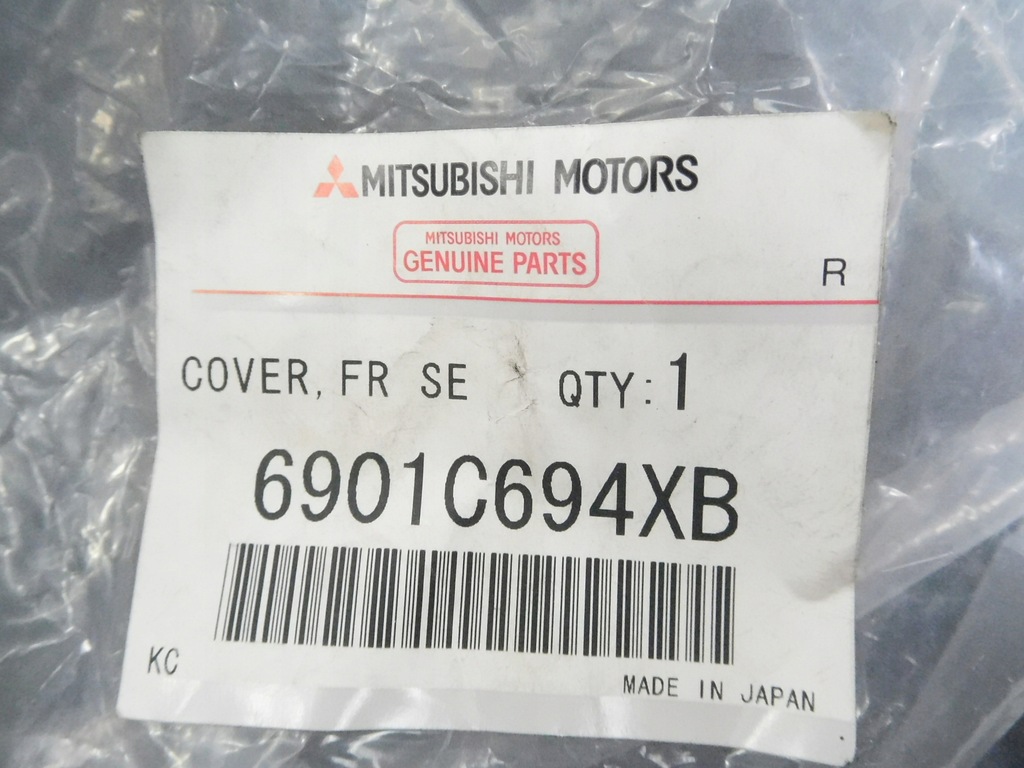 MITSUBISHI MOTORS
MITSUBISHI MOTORS
GENUINE PARTS
R
COVER, FR SE QTY: 1
6901C694XB
KC
MADE IN JAPAN